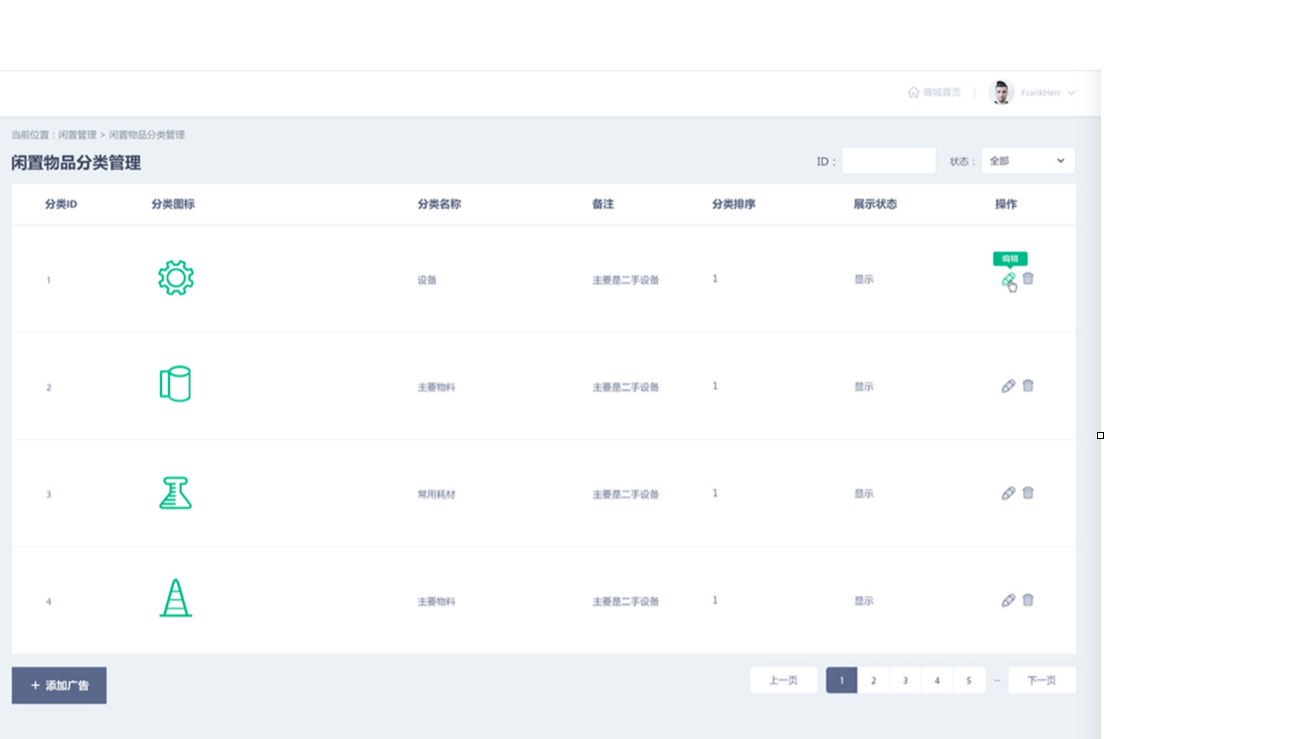 商城首页 | FrankHerr
当前位置：闲置管理 > 闲置物品分类管理
闲置物品分类管理
ID： 状态： 全部
分类ID 分类图标 分类名称 备注 分类排序 展示状态 操作
编辑
1 设备 主要是二手设备 1 显示
2 主要物料 主要是二手设备 1 显示
3 常用耗材 主要是二手设备 1 显示
4 主要物料 主要是二手设备 1 显示
+ 添加广告 上一页 1 2 3 4 5 ... 下一页